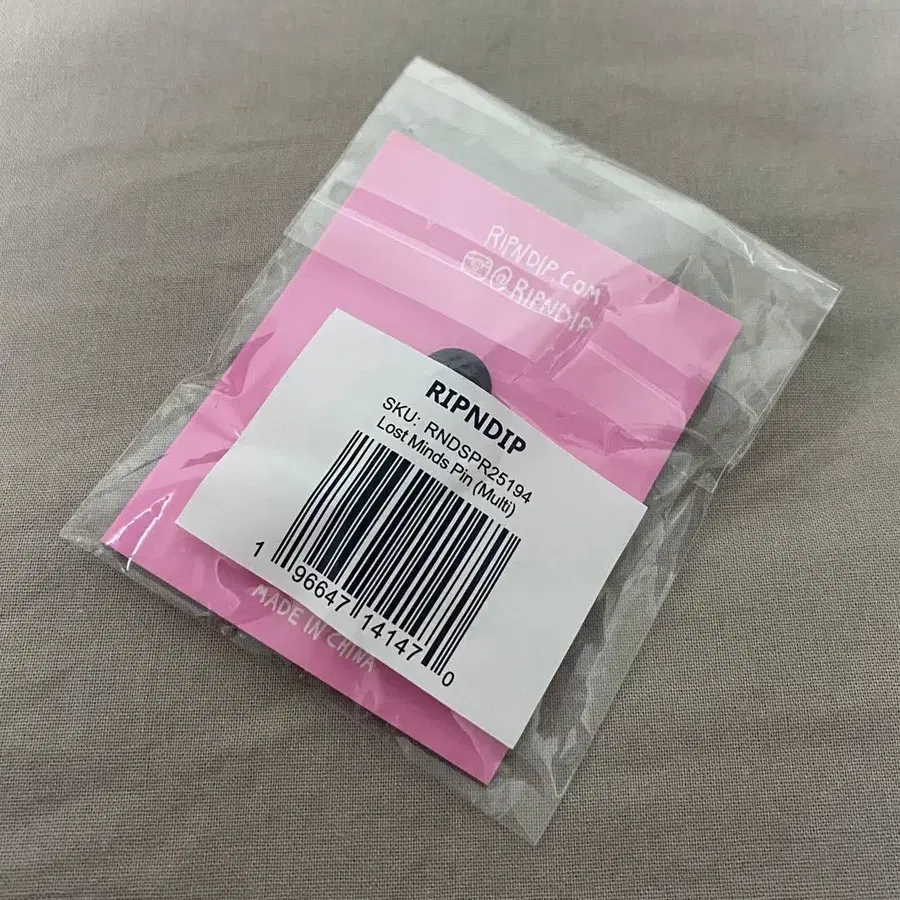 RIPNDIP.COM
@RIPNDIP
RIPNDIP
SKU: RNDSPR25194
Lost Minds Pin (Multi)
1 96647 14147 0
MADE IN CHINA